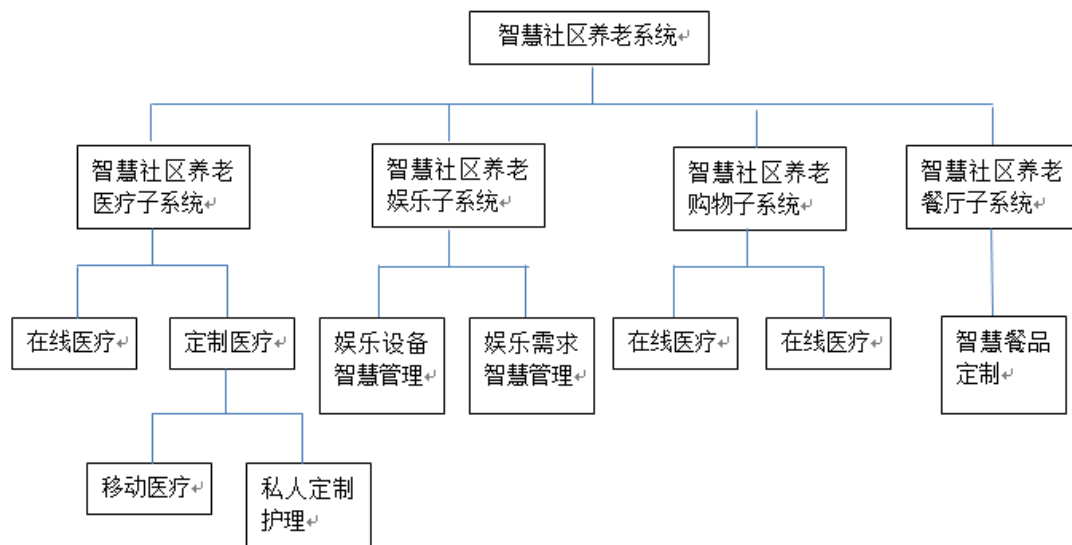 智慧社区养老系统
智慧社区养老
医疗子系统
智慧社区养老
娱乐子系统
智慧社区养老
购物子系统
智慧社区养老
餐厅子系统
在线医疗
定制医疗
娱乐设备
智慧管理
娱乐需求
智慧管理
在线医疗
在线医疗
智慧餐品
定制
移动医疗
私人定制
护理